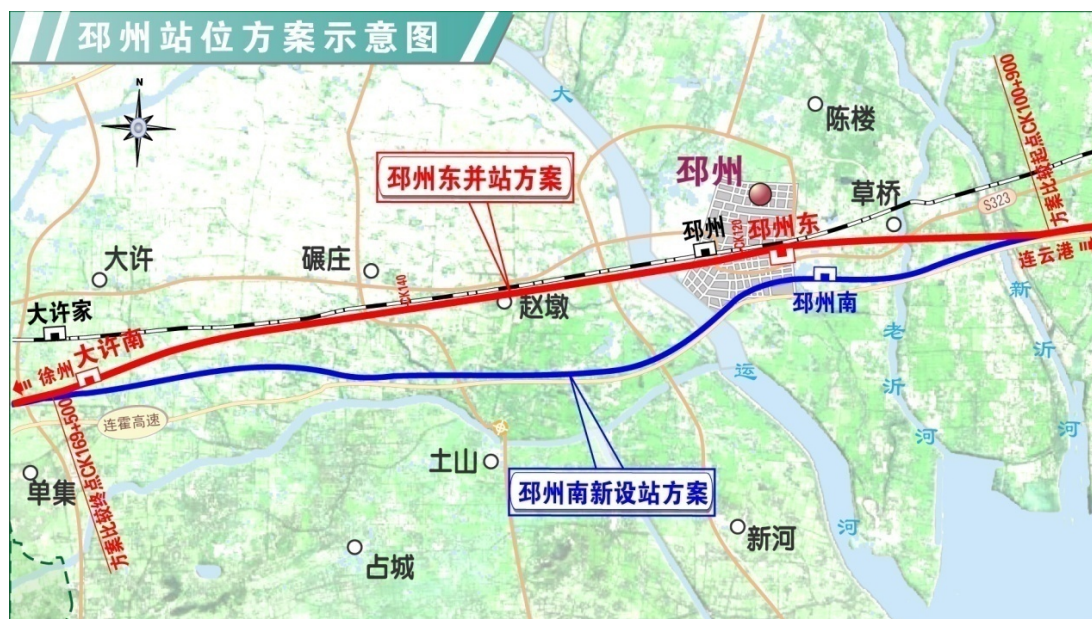 邳州站位方案示意图
N
大
陈楼
方案比较起点CK100+900
邳州东并站方案
邳州
草桥
S323
邳州
CK120
邳州东
连云港
大许
碾庄
CK140
赵墩
邳州南
新
沂
河
大许家
大许南
徐州
老
沂
河
运
河
连霍高速
方案比较终点CK169+500
单集
土山
邳州南新设站方案
新河
占城